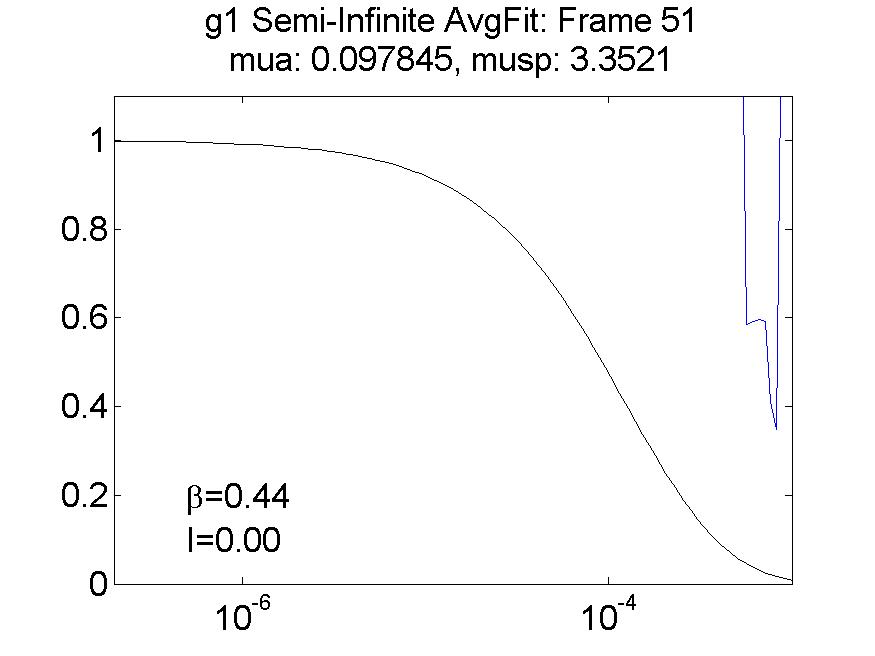 g1 Semi-Infinite AvgFit: Frame 51
mua: 0.097845, musp: 3.3521
1
0.8
0.6
0.4
0.2
0
β=0.44
I=0.00
10^-6
10^-4